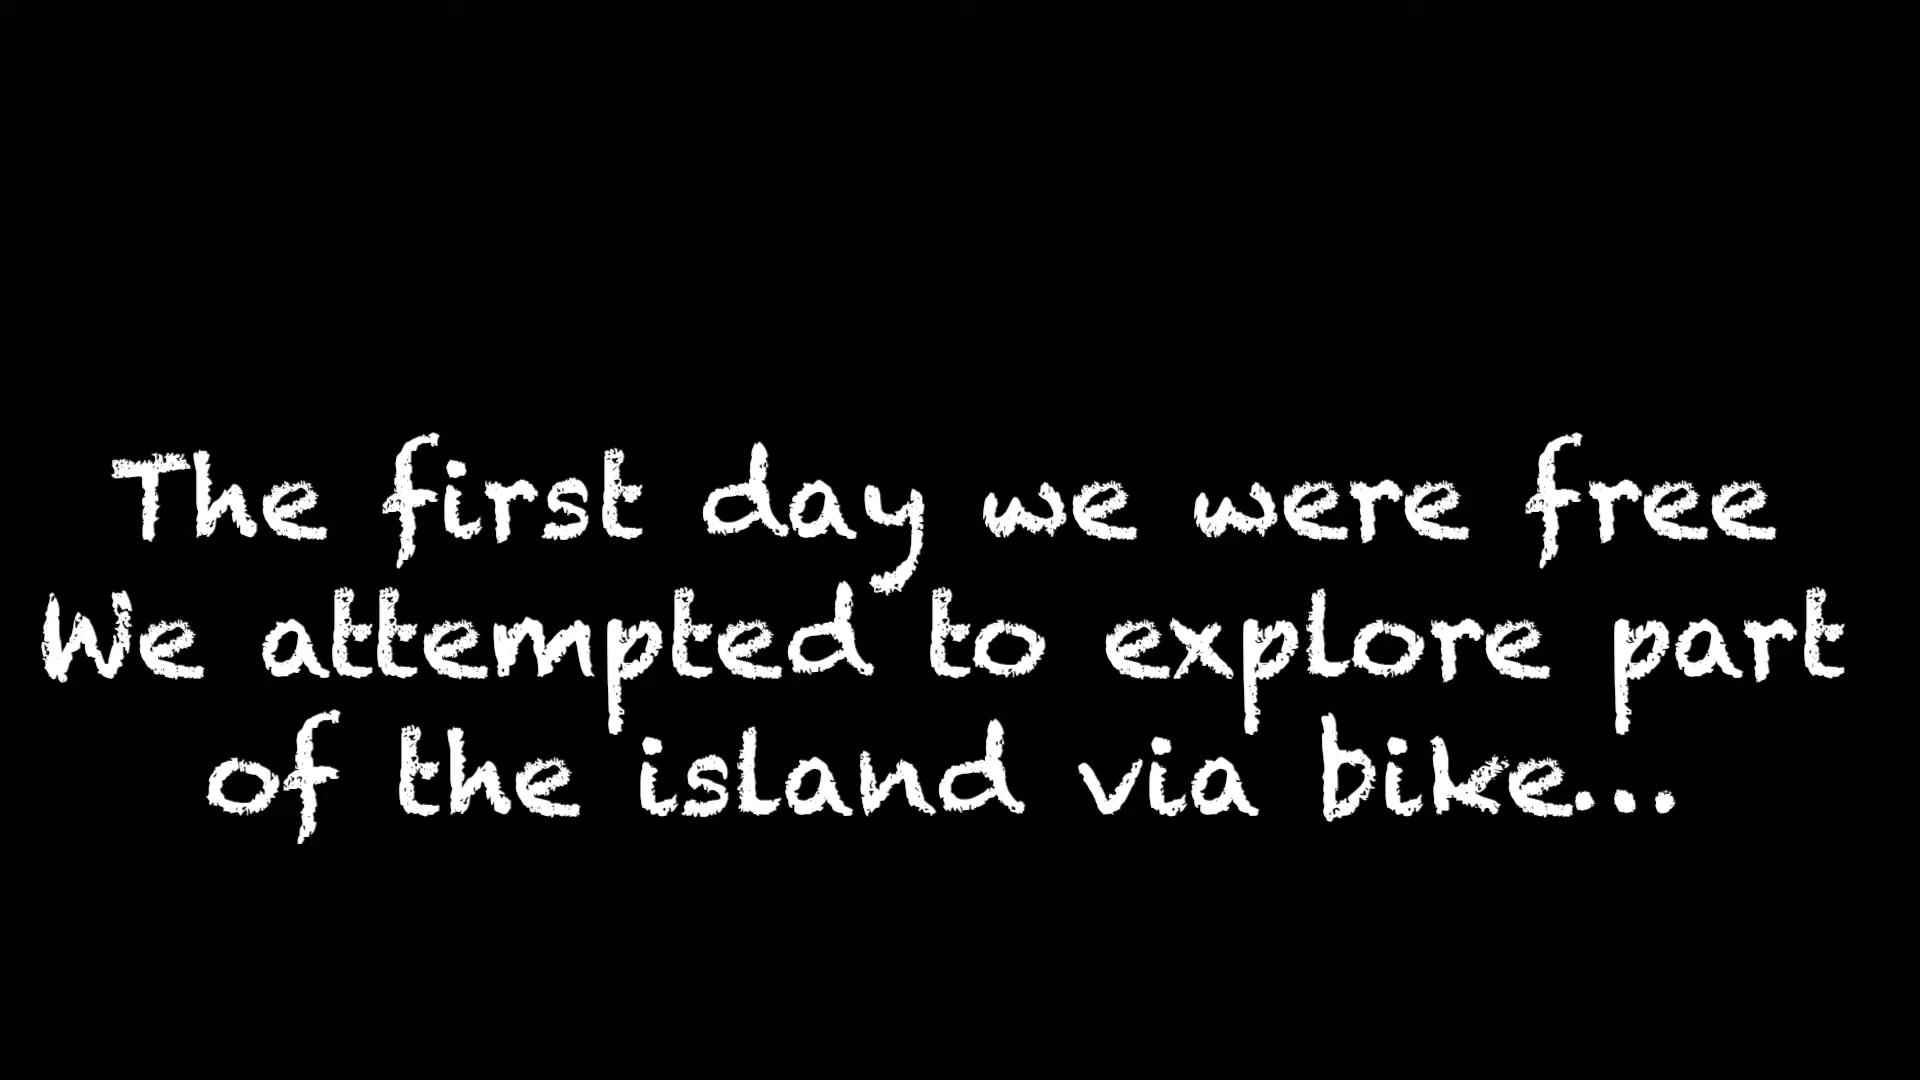 The first day we were free
We attempted to explore part
of the island via bike...